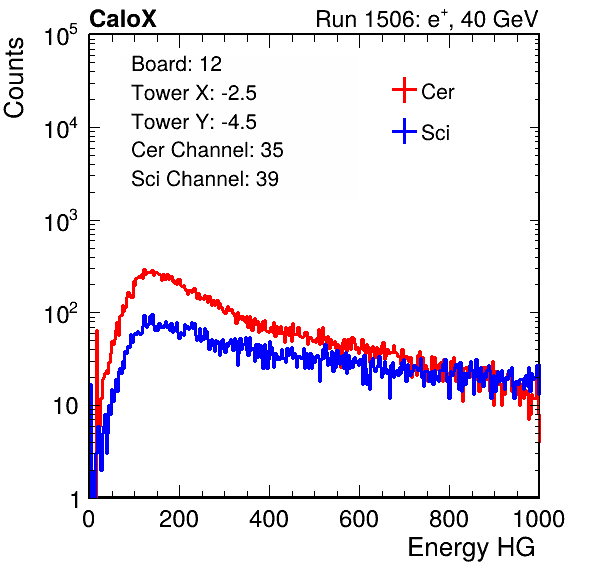 CaloX Run 1506: e⁺, 40 GeV
Counts
Board: 12
Tower X: -2.5
Tower Y: -4.5
Cer Channel: 35
Sci Channel: 39
Cer
Sci
10⁵
10⁴
10³
10²
10
1
0 200 400 600 800 1000
Energy HG